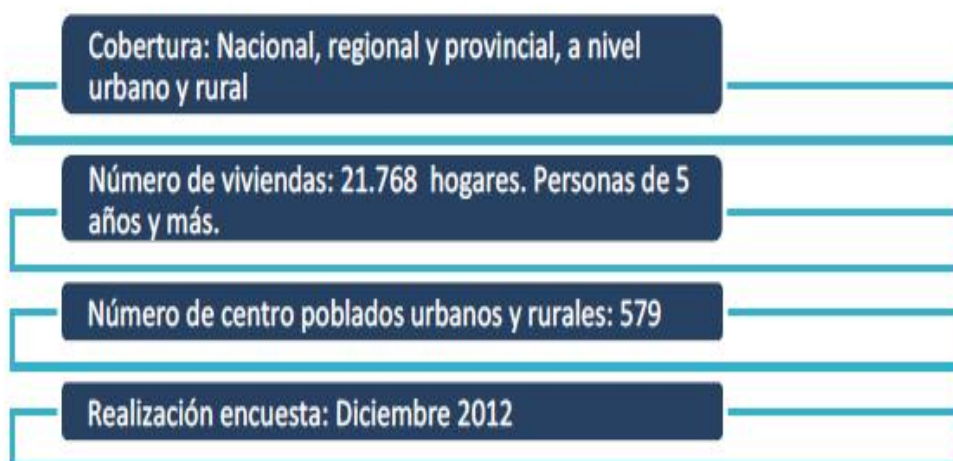 Cobertura: Nacional, regional y provincial, a nivel
urbano y rural
Número de viviendas: 21.768 hogares. Personas de 5
años y más.
Número de centro poblados urbanos y rurales: 579
Realización encuesta: Diciembre 2012